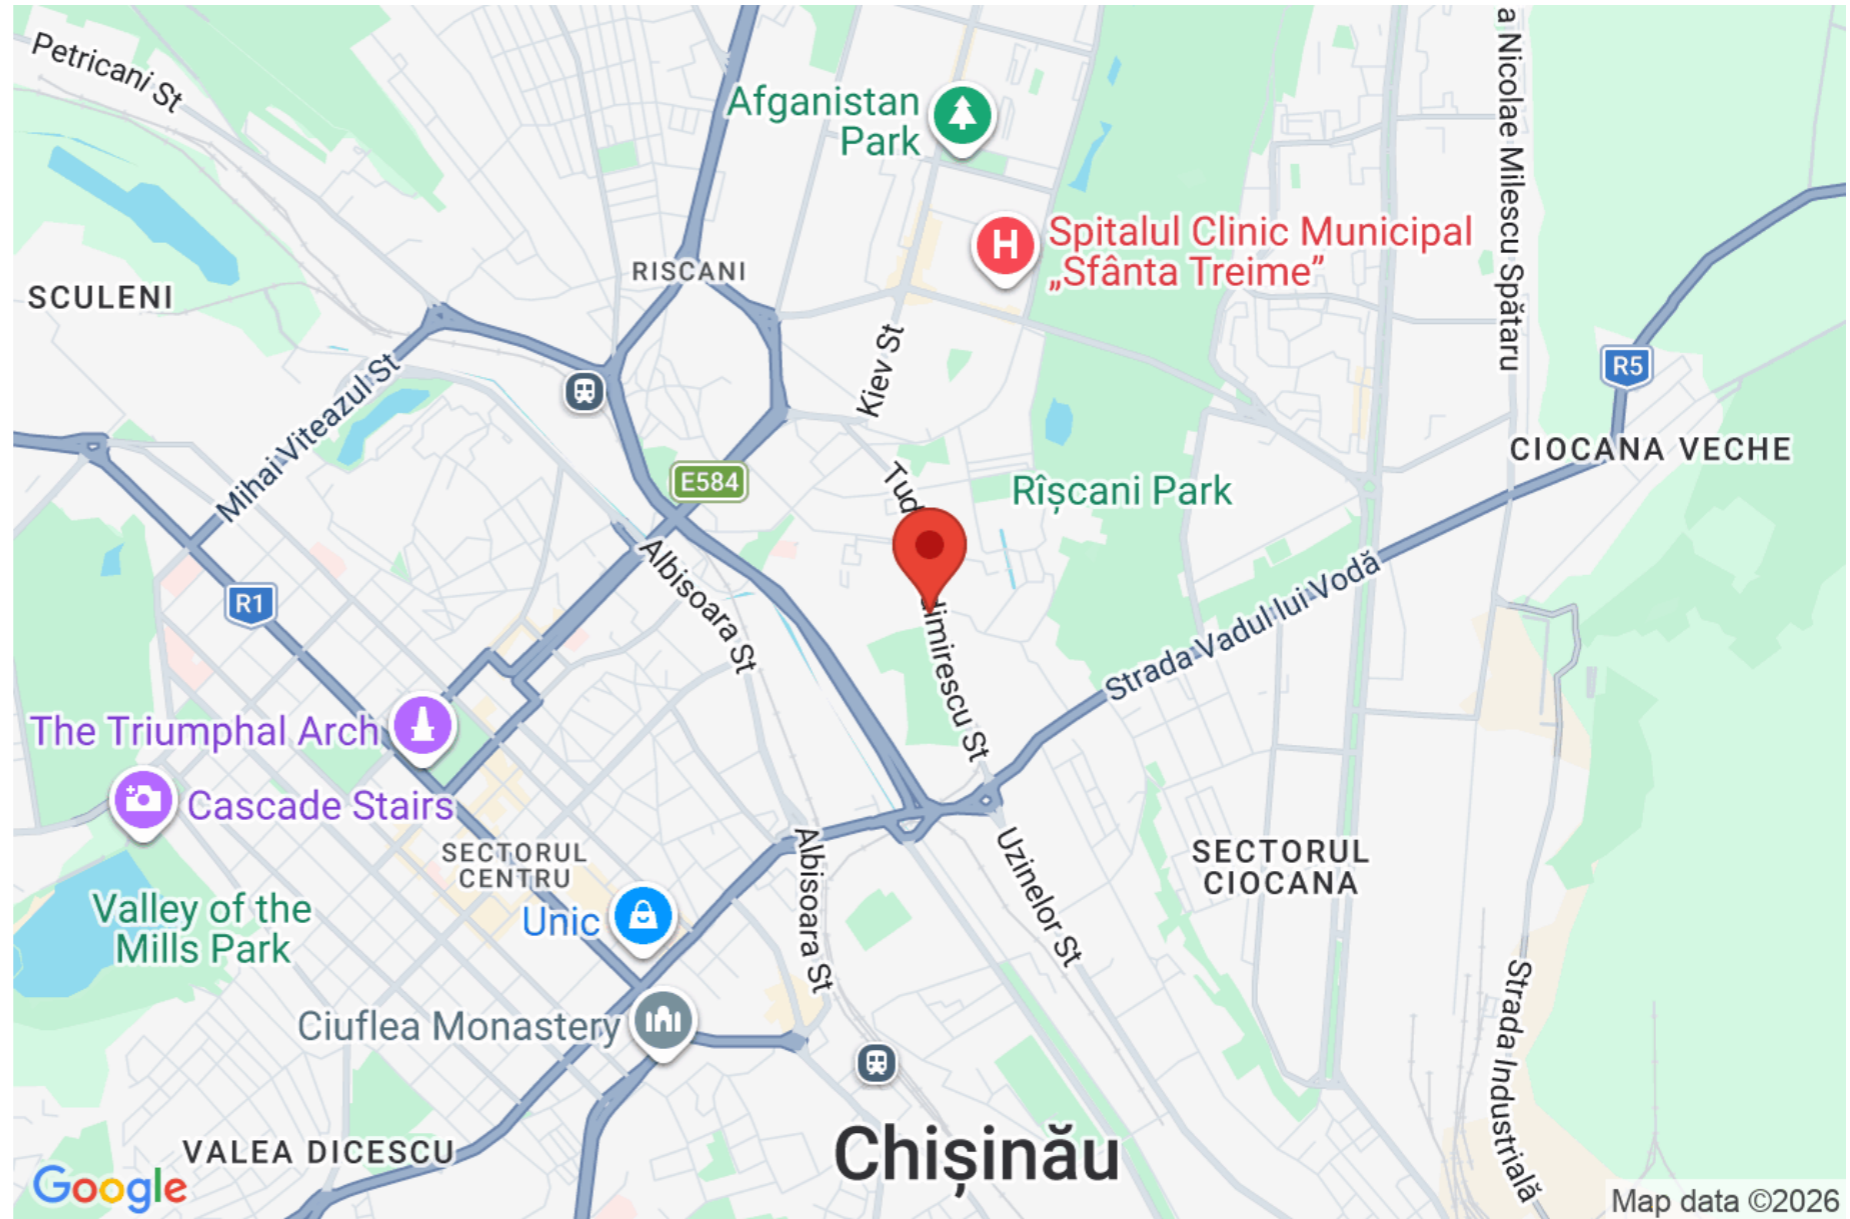 Petricani St
a Nicolae Milescu Spătaru
Afganistan
Park
H
Spitalul Clinic Municipal
„Sfânta Treime”
RISCANI
SCULENI
Kiev St
Mihai Viteazul St
R5
CIOCANA VECHE
E584
Tud
Rîșcani Park
Albisoara St
R1
dimirescu St
Strada Vadul lui Vodă
The Triumphal Arch
Cascade Stairs
SECTORUL
CENTRU
Albisoara St
Uzinelor St
SECTORUL
CIOCANA
Valley of the
Mills Park
Unic
Strada Industrială
Ciuflea Monastery
VALEA DICESCU
Chișinău
Google
Map data ©2026